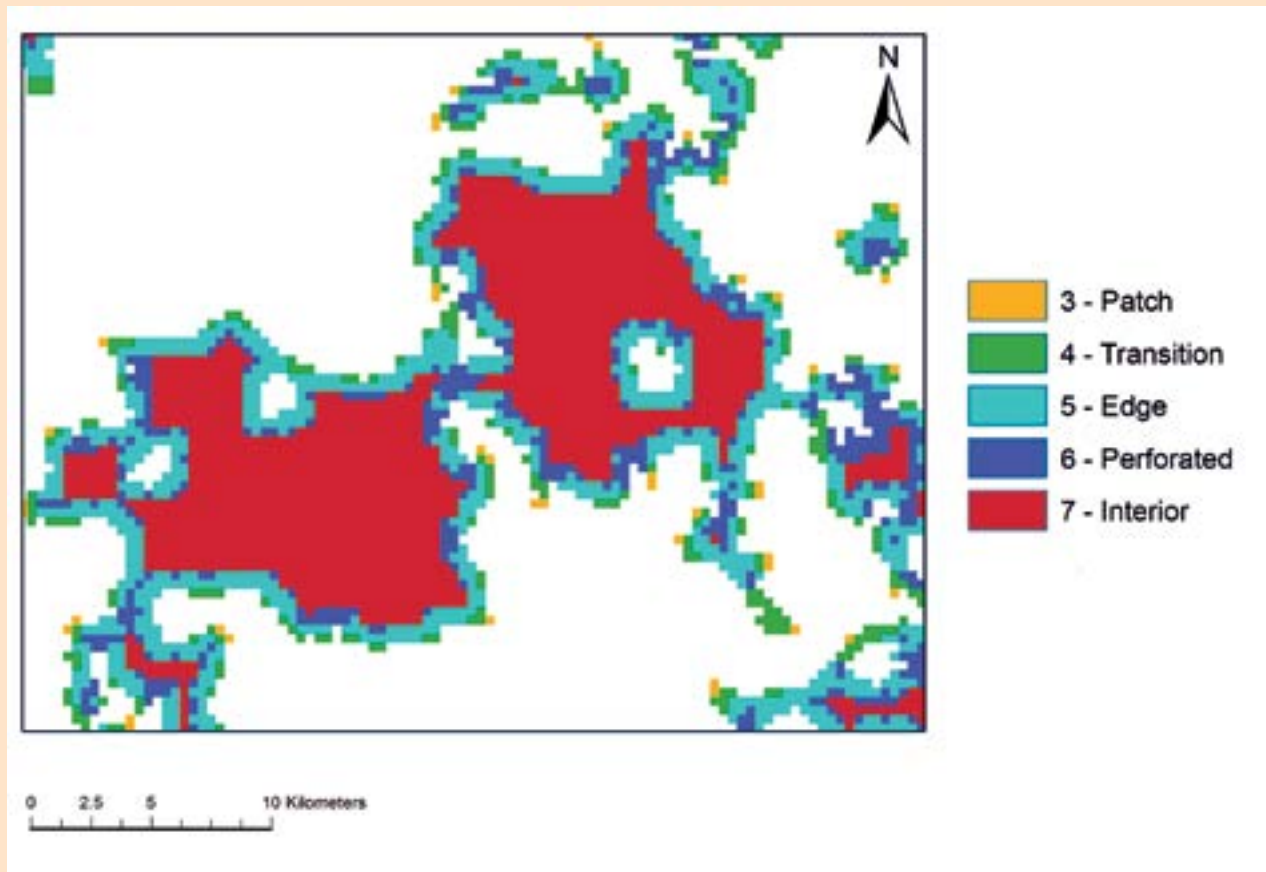 N
3 - Patch
4 - Transition
5 - Edge
6 - Perforated
7 - Interior
0 2.5 5 10 Kilometers